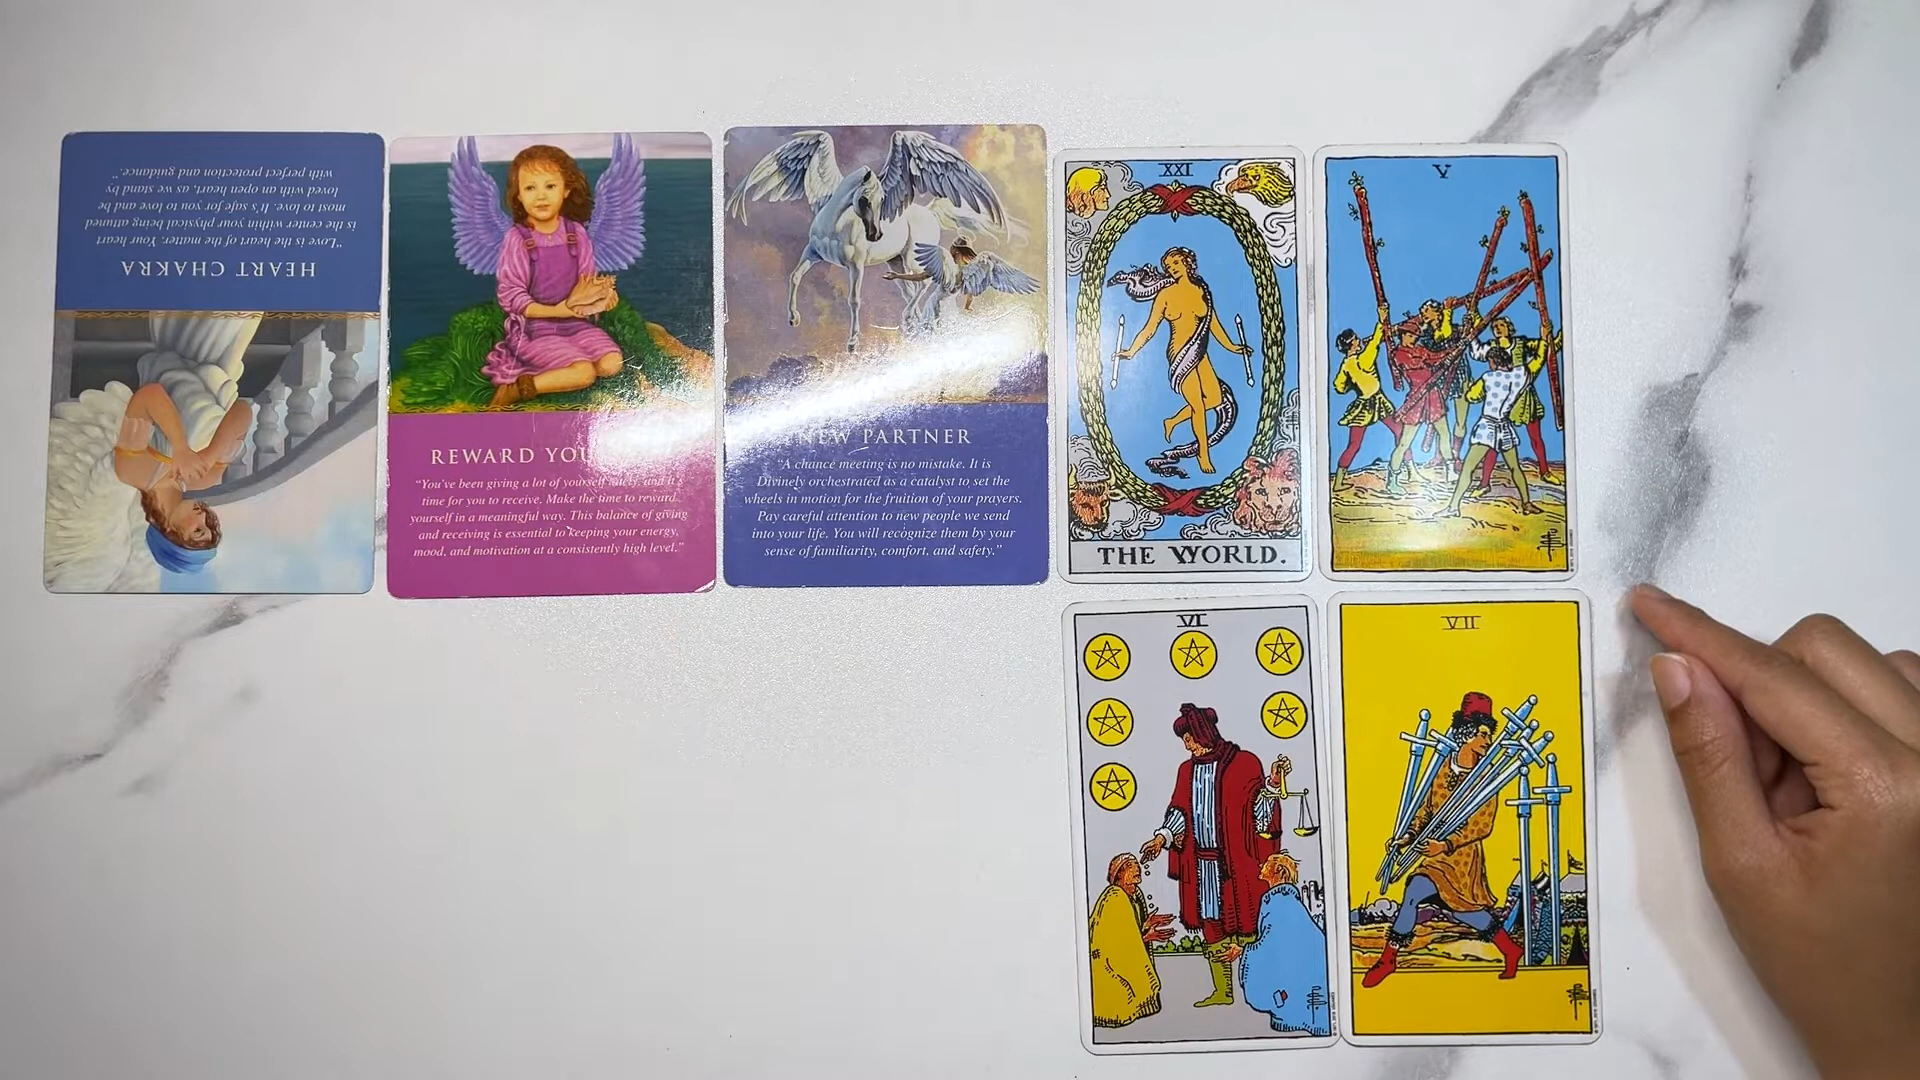 HEART CHAKRA
"Love is the heart of the matter. Your heart
is the center within your physical being attuned
most to love. It's safe for you to love and be
loved with an open heart, as we stand by
with perfect protection and guidance."
REWARD
"You've been giving a lot of yourself lately, and it's
time for you to receive. Make the time to reward
yourself in a meaningful way. This balance of giving
and receiving is essential to keeping your energy,
mood, and motivation at a consistently high level."
NEW PARTNER
"A chance meeting is no mistake. It is
Divinely orchestrated as a catalyst to set the
wheels in motion for the fruition of your prayers.
Pay careful attention to new people we send
into your life. You will recognize them by your
sense of familiarity, comfort, and safety."
XXI
THE WORLD.
V
VI
VII